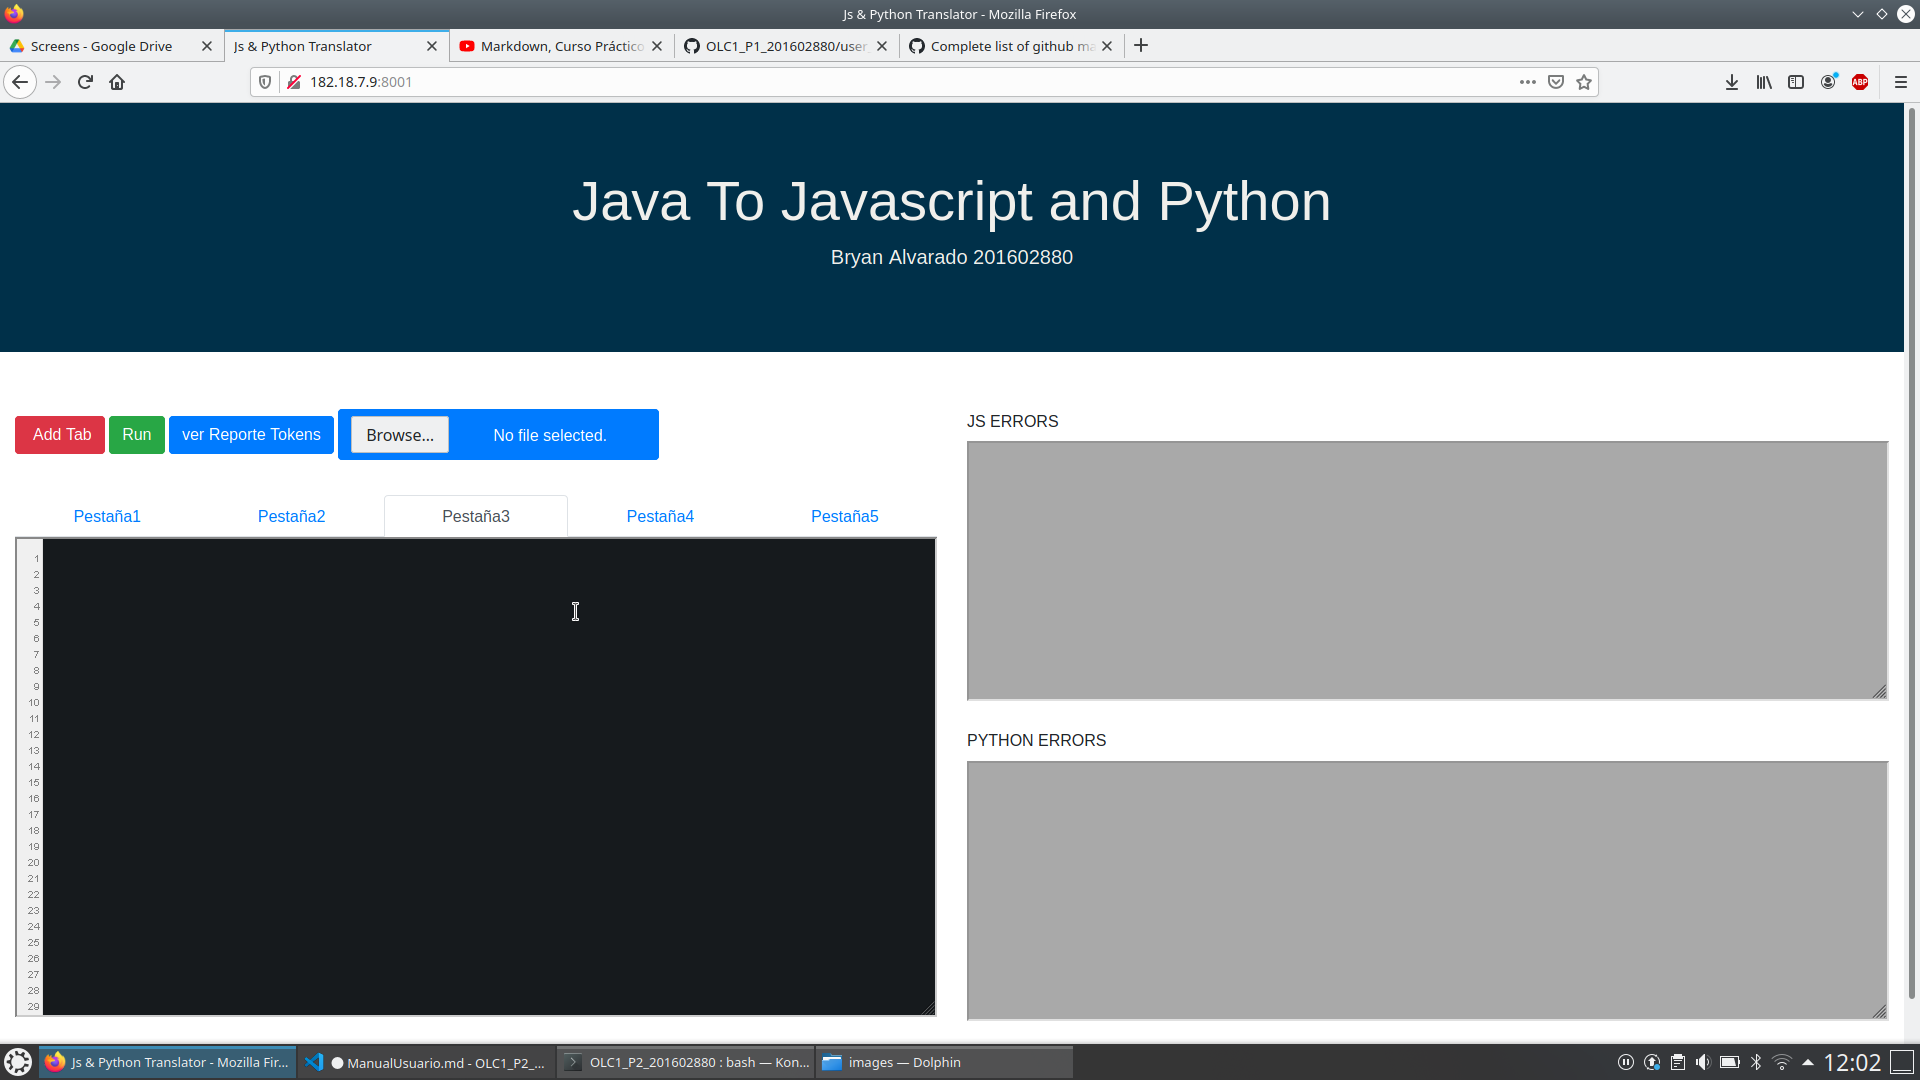 Js & Python Translator - Mozilla Firefox
Screens - Google Drive
Js & Python Translator
Markdown, Curso Práctico
OLC1_P1_201602880/user
Complete list of github ma
182.18.7.9:8001
ABP
Java To Javascript and Python
Bryan Alvarado 201602880
Add Tab
Run
ver Reporte Tokens
Browse...
No file selected.
Pestaña1
Pestaña2
Pestaña3
Pestaña4
Pestaña5
1
2
3
4
5
6
7
8
9
10
11
12
13
14
15
16
17
18
19
20
21
22
23
24
25
26
27
28
29
JS ERRORS
PYTHON ERRORS
Js & Python Translator - Mozilla Fir...
ManualUsuario.md - OLC1_P2_...
OLC1_P2_201602880 : bash — Kon...
images — Dolphin
12:02